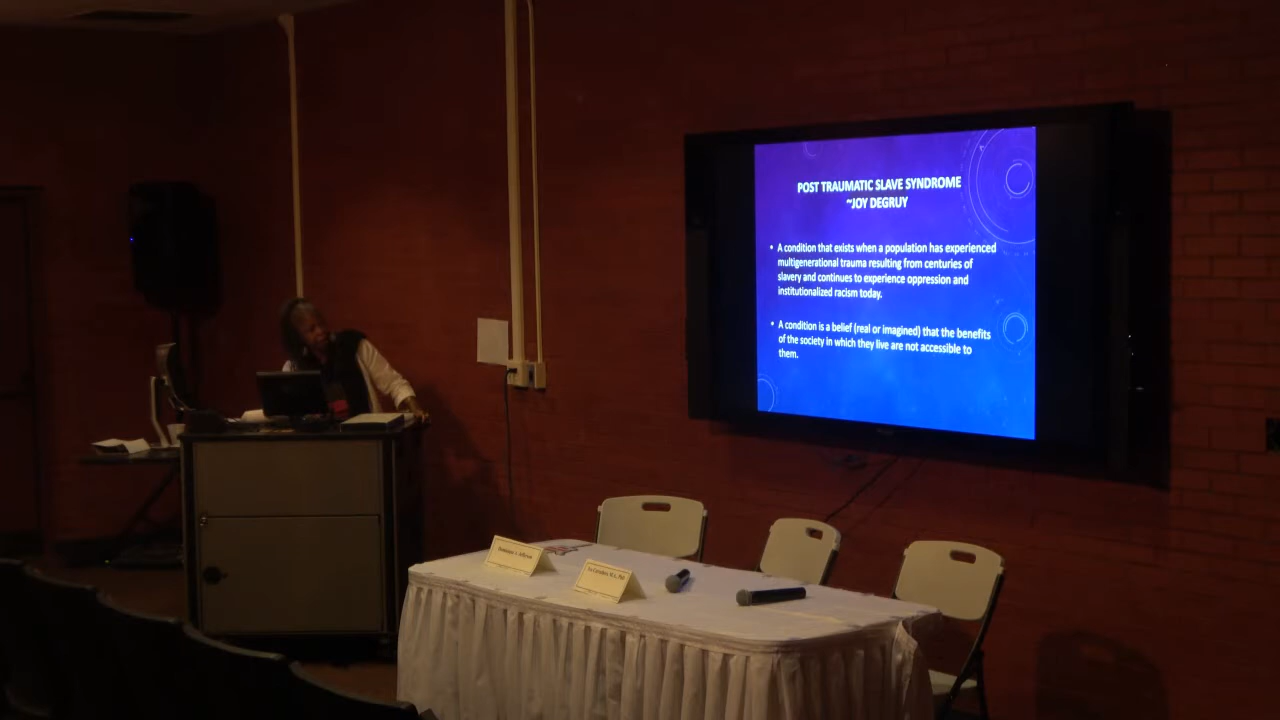 POST TRAUMATIC SLAVE SYNDROME
~JOY DEGRUY
• A condition that exists when a population has experienced
multigenerational trauma resulting from centuries of
slavery and continues to experience oppression and
institutionalized racism today.
• A condition is a belief (real or imagined) that the benefits
of the society in which they live are not accessible to
them.